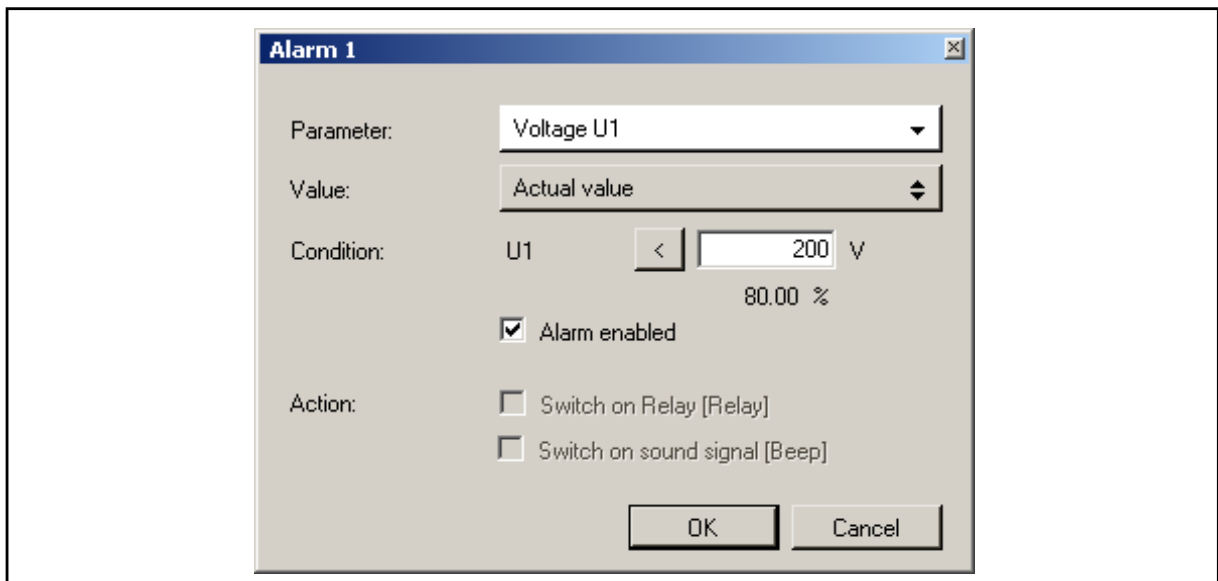 Alarm 1
Parameter: Voltage U1
Value: Actual value
Condition: U1 < 200 V
80.00 %
Alarm enabled
Action: Switch on Relay [Relay]
Switch on sound signal [Beep]
OK Cancel